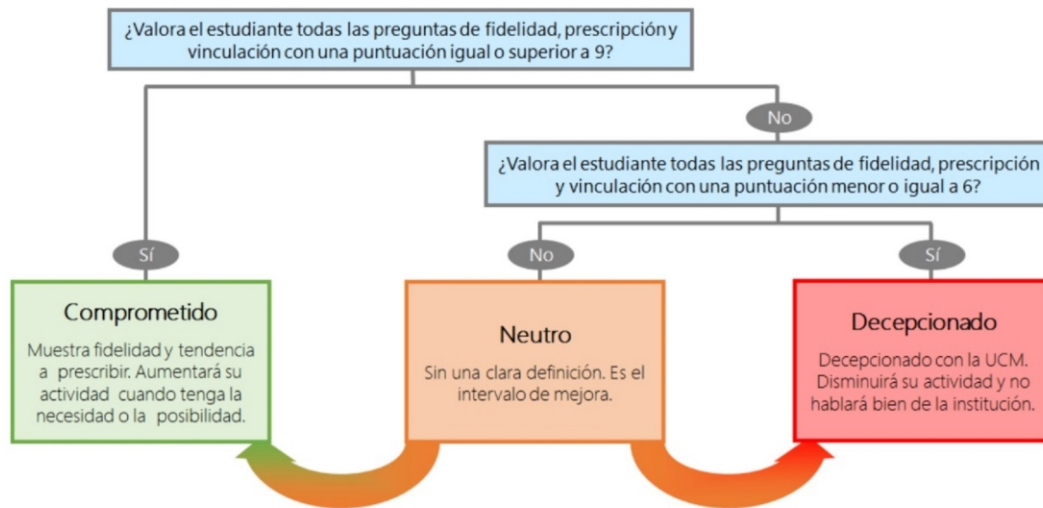 ¿Valora el estudiante todas las preguntas de fidelidad, prescripción y
vinculación con una puntuación igual o superior a 9?
No
¿Valora el estudiante todas las preguntas de fidelidad, prescripción
y vinculación con una puntuación menor o igual a 6?
Sí
No
Sí
Comprometido
Muestra fidelidad y tendencia
a prescribir. Aumentará su
actividad cuando tenga la
necesidad o la posibilidad.
Neutro
Sin una clara definición. Es el
intervalo de mejora.
Decepcionado
Decepcionado con la UCM.
Disminuirá su actividad y no
hablará bien de la institución.